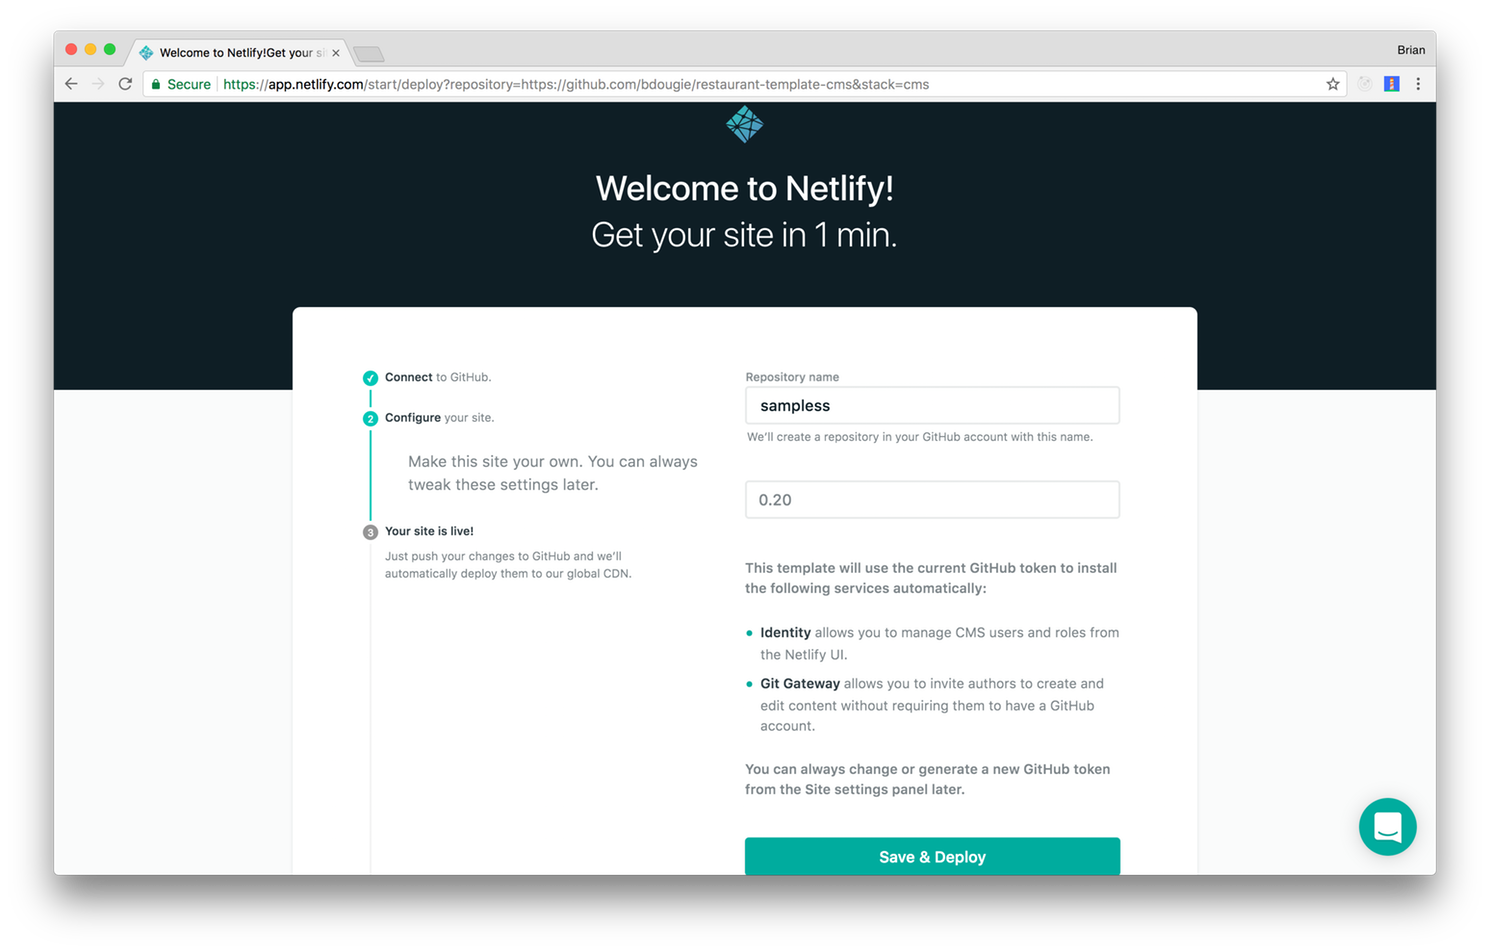 Welcome to Netlify!Get your si
Brian
Secure
https://app.netlify.com/start/deploy?repository=https://github.com/bdougie/restaurant-template-cms&stack=cms
Welcome to Netlify!
Get your site in 1 min.
Connect to GitHub.
2 Configure your site.
Make this site your own. You can always
tweak these settings later.
3 Your site is live!
Just push your changes to GitHub and we'll
automatically deploy them to our global CDN.
Repository name
sampless
We'll create a repository in your GitHub account with this name.
0.20
This template will use the current GitHub token to install
the following services automatically:
• Identity allows you to manage CMS users and roles from
the Netlify UI.
• Git Gateway allows you to invite authors to create and
edit content without requiring them to have a GitHub
account.
You can always change or generate a new GitHub token
from the Site settings panel later.
Save & Deploy